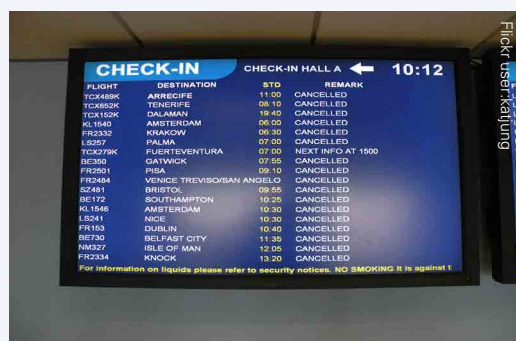 CHECK-IN CHECK-IN HALL A 10:12
FLIGHT DESTINATION STD REMARK
TCX489K ARRECIFE 11:00 CANCELLED
TCX652K TENERIFE 08:10 CANCELLED
TCX152K DALAMAN 19:40 CANCELLED
KL1540 AMSTERDAM 06:00 CANCELLED
FR2332 KRAKOW 06:30 CANCELLED
LS257 PALMA 07:00 CANCELLED
TCX279K FUERTEVENTURA 07:00 NEXT INFO AT 1500
BE350 GATWICK 07:55 CANCELLED
FR2501 PISA 09:10 CANCELLED
FR2484 VENICE TREVISO/SAN ANGELO CANCELLED
SZ481 BRISTOL 09:55 CANCELLED
BE172 SOUTHAMPTON 10:25 CANCELLED
KL1546 AMSTERDAM 10:30 CANCELLED
LS241 NICE 10:30 CANCELLED
FR153 DUBLIN 10:40 CANCELLED
BE730 BELFAST CITY 11:35 CANCELLED
NM327 ISLE OF MAN 12:05 CANCELLED
FR2334 KNOCK 13:20 CANCELLED
For information on liquids please refer to security notices. NO SMOKING It is against t
Flickr user:katjung